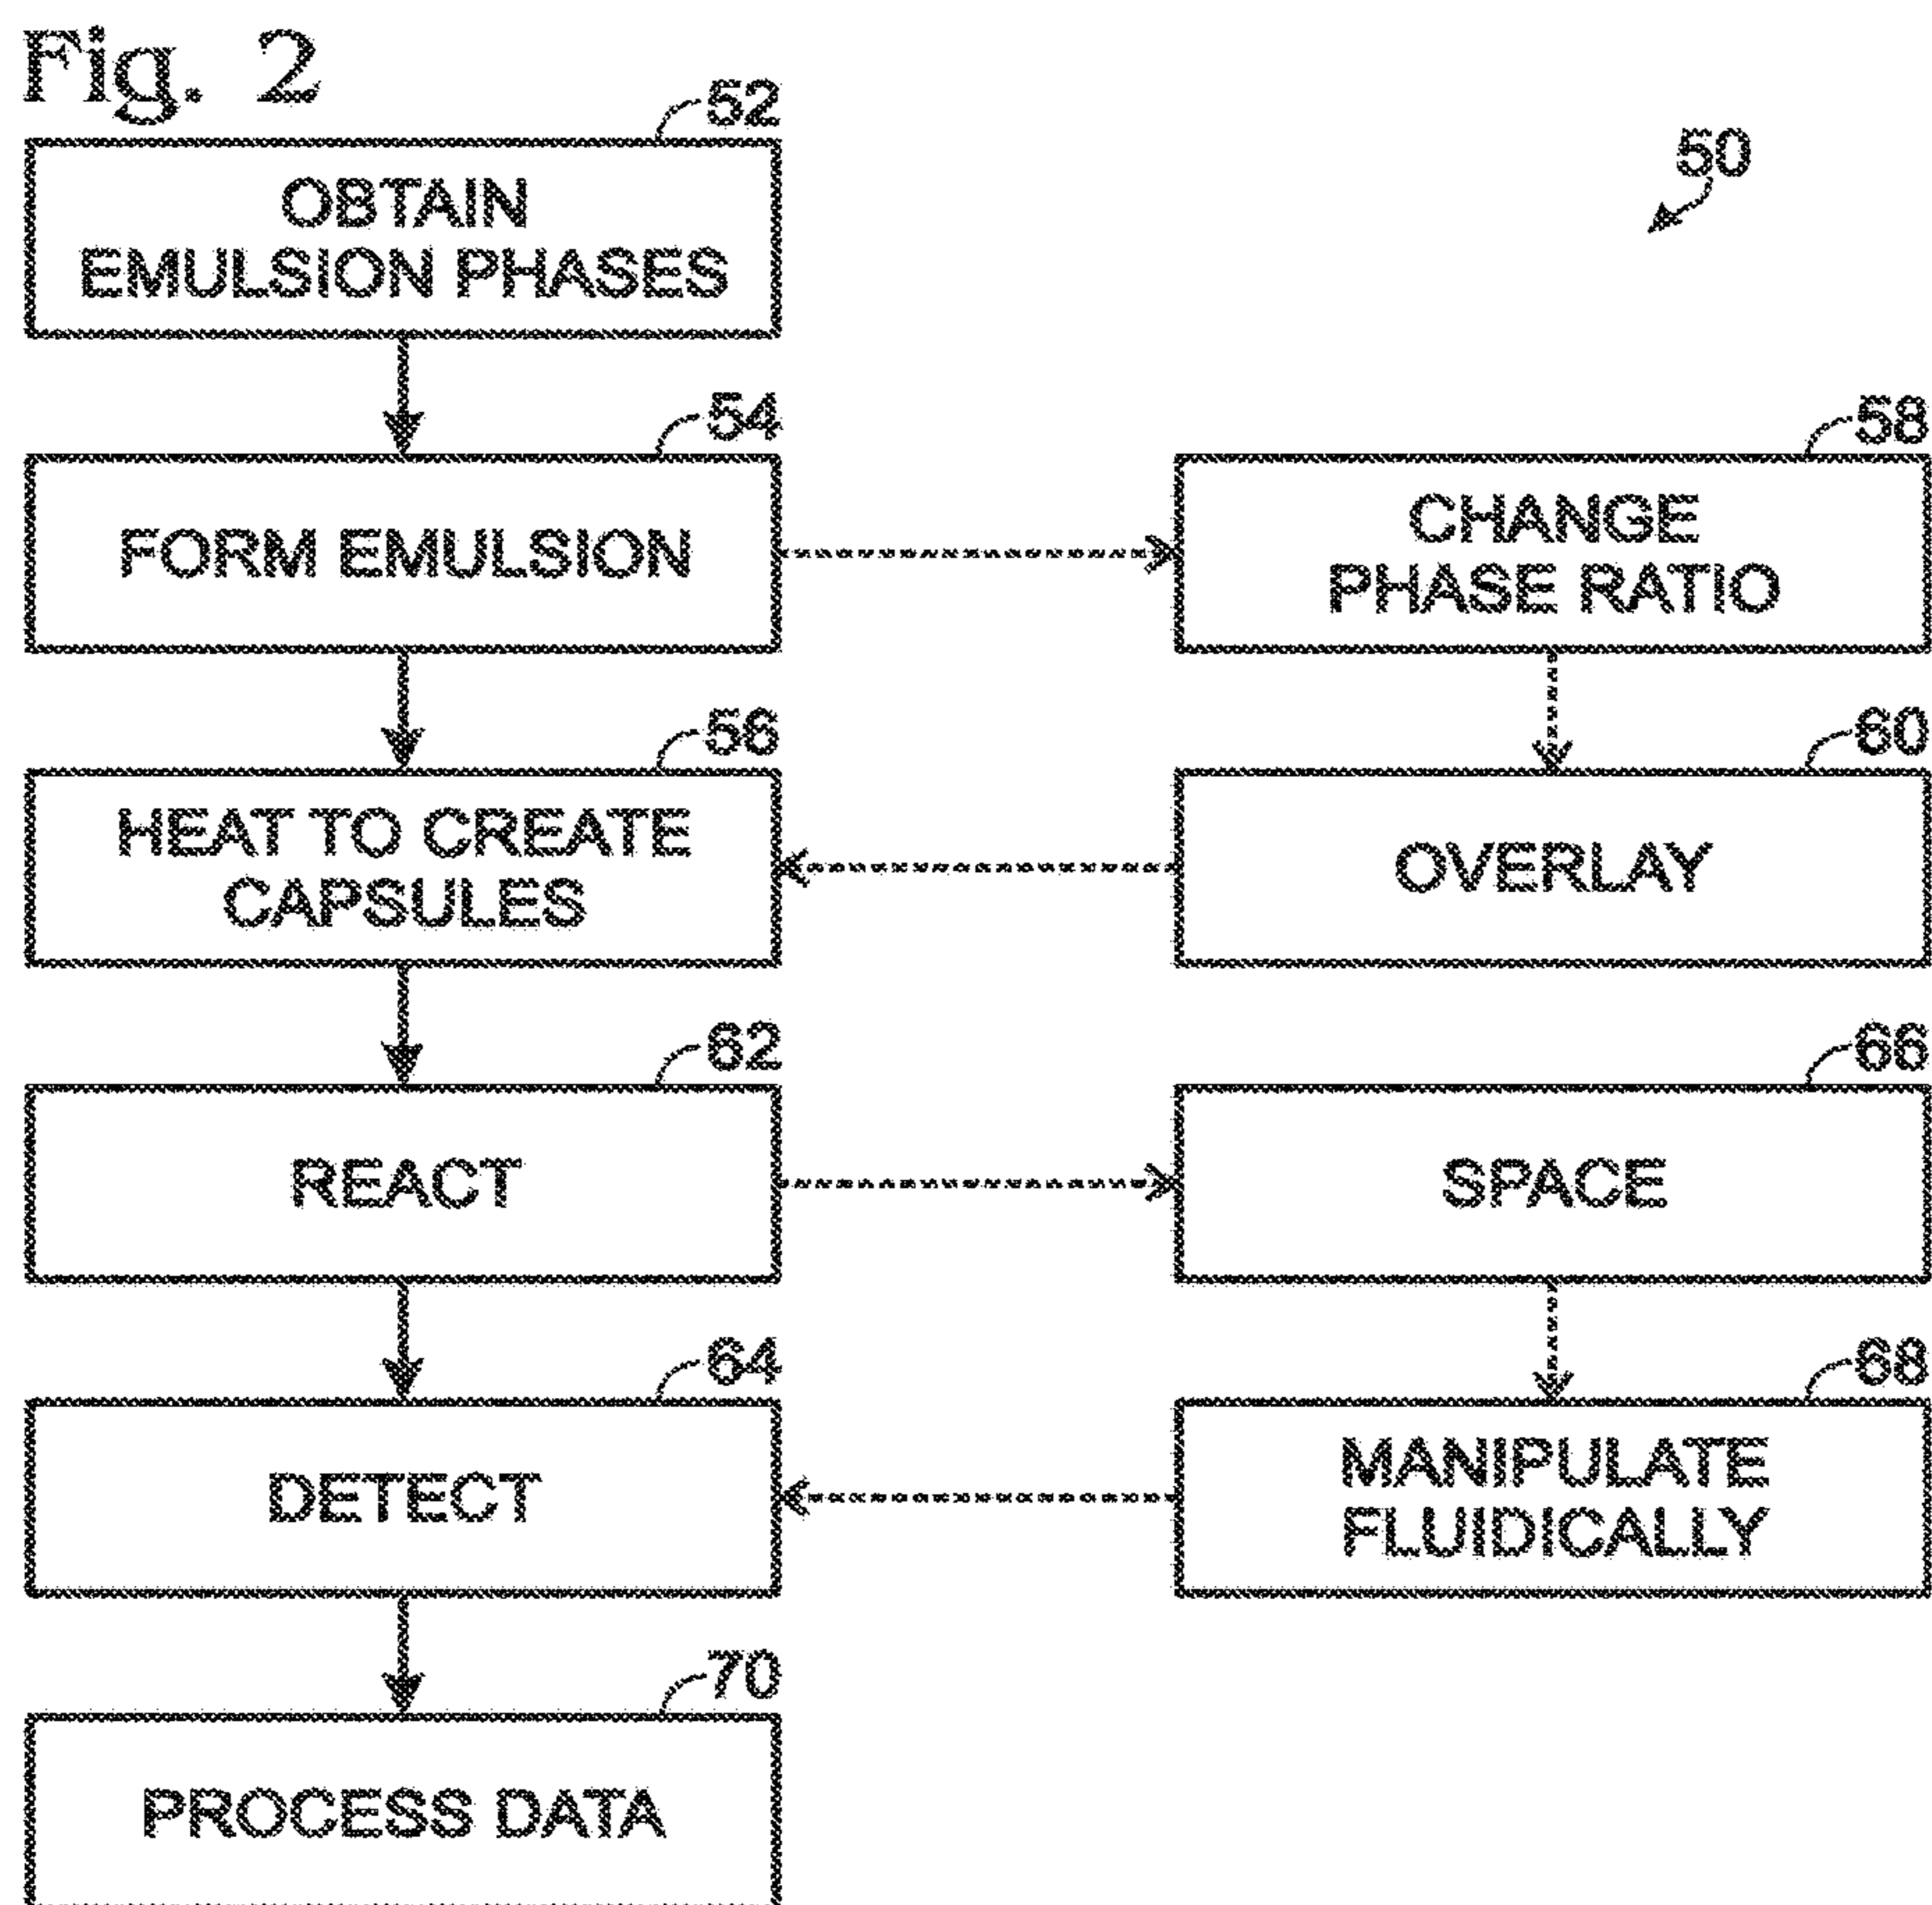 Fig. 2
52
50
OBTAIN
EMULSION PHASES
54
58
FORM EMULSION
CHANGE
PHASE RATIO
56
60
HEAT TO CREATE
CAPSULES
OVERLAY
62
66
REACT
SPACE
64
68
DETECT
MANIPULATE
FLUIDICALLY
70
PROCESS DATA